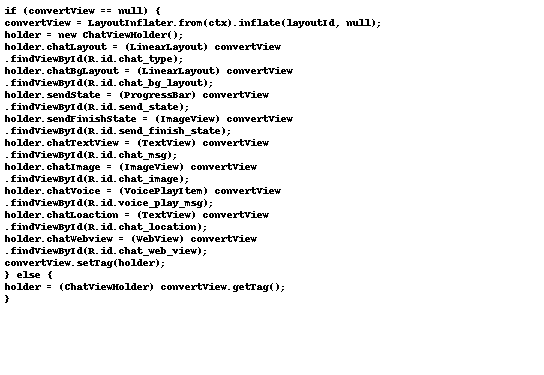 if (convertView == null) {
convertView = LayoutInflater.from(ctx).inflate(layoutId, null);
holder = new ChatViewHolder();
holder.chatLayout = (LinearLayout) convertView
.findViewById(R.id.chat_type);
holder.chatBgLayout = (LinearLayout) convertView
.findViewById(R.id.chat_bg_layout);
holder.sendState = (ProgressBar) convertView
.findViewById(R.id.send_state);
holder.sendFinishState = (ImageView) convertView
.findViewById(R.id.send_finish_state);
holder.chatTextView = (TextView) convertView
.findViewById(R.id.chat_msg);
holder.chatImage = (ImageView) convertView
.findViewById(R.id.chat_image);
holder.chatVoice = (VoicePlayItem) convertView
.findViewById(R.id.voice_play_msg);
holder.chatLoaction = (TextView) convertView
.findViewById(R.id.chat_location);
holder.chatWebview = (WebView) convertView
.findViewById(R.id.chat_web_view);
convertView.setTag(holder);
} else {
holder = (ChatViewHolder) convertView.getTag();
}